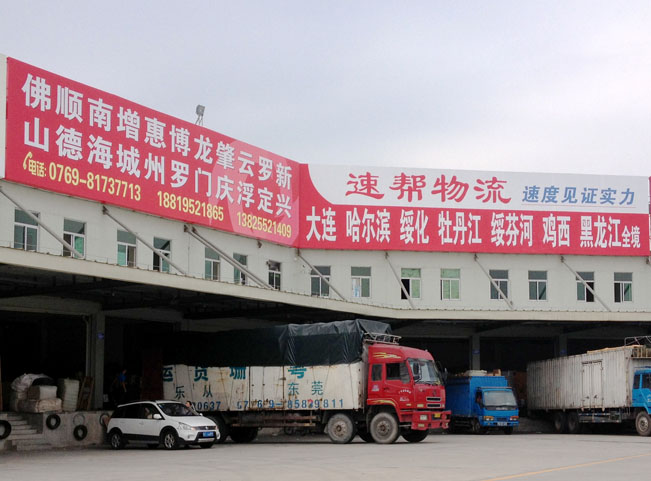 佛顺南增惠博龙肇云罗新
山德海城州罗门庆浮定兴
电话: 0769-81737713 18819521865 13825521409
速帮物流 速度见证实力
大连 哈尔滨 绥化 牡丹江 绥芬河 鸡西 黑龙江全境
东莞